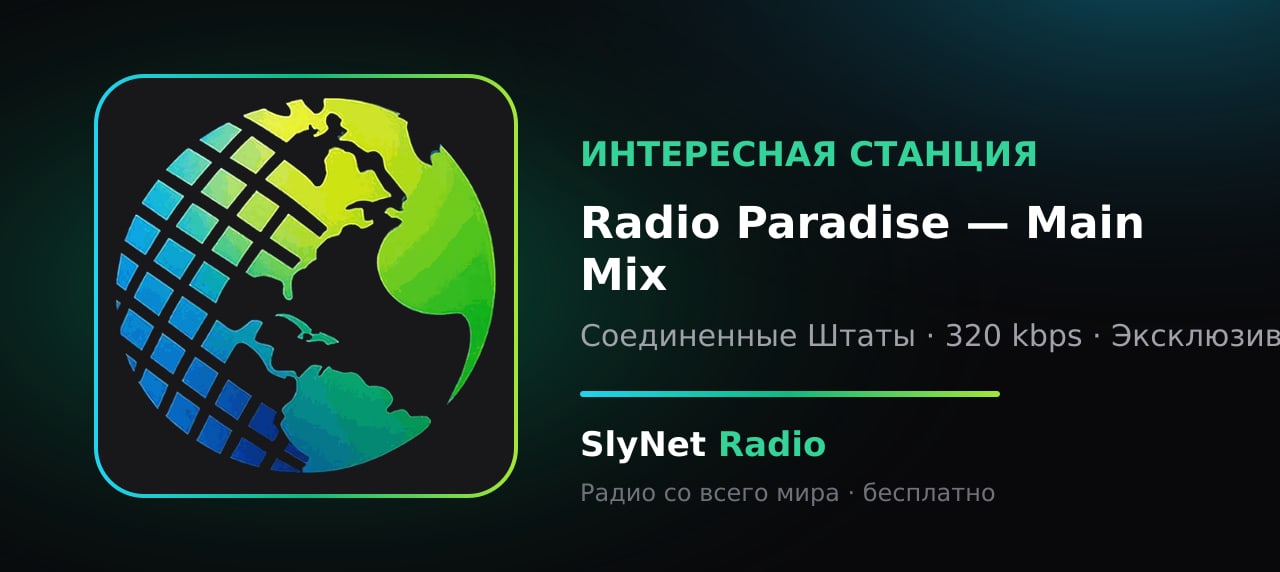 ИНТЕРЕСНАЯ СТАНЦИЯ
Radio Paradise — Main
Mix
Соединенные Штаты · 320 kbps · Эксклюзив
SlyNet Radio
Радио со всего мира · бесплатно